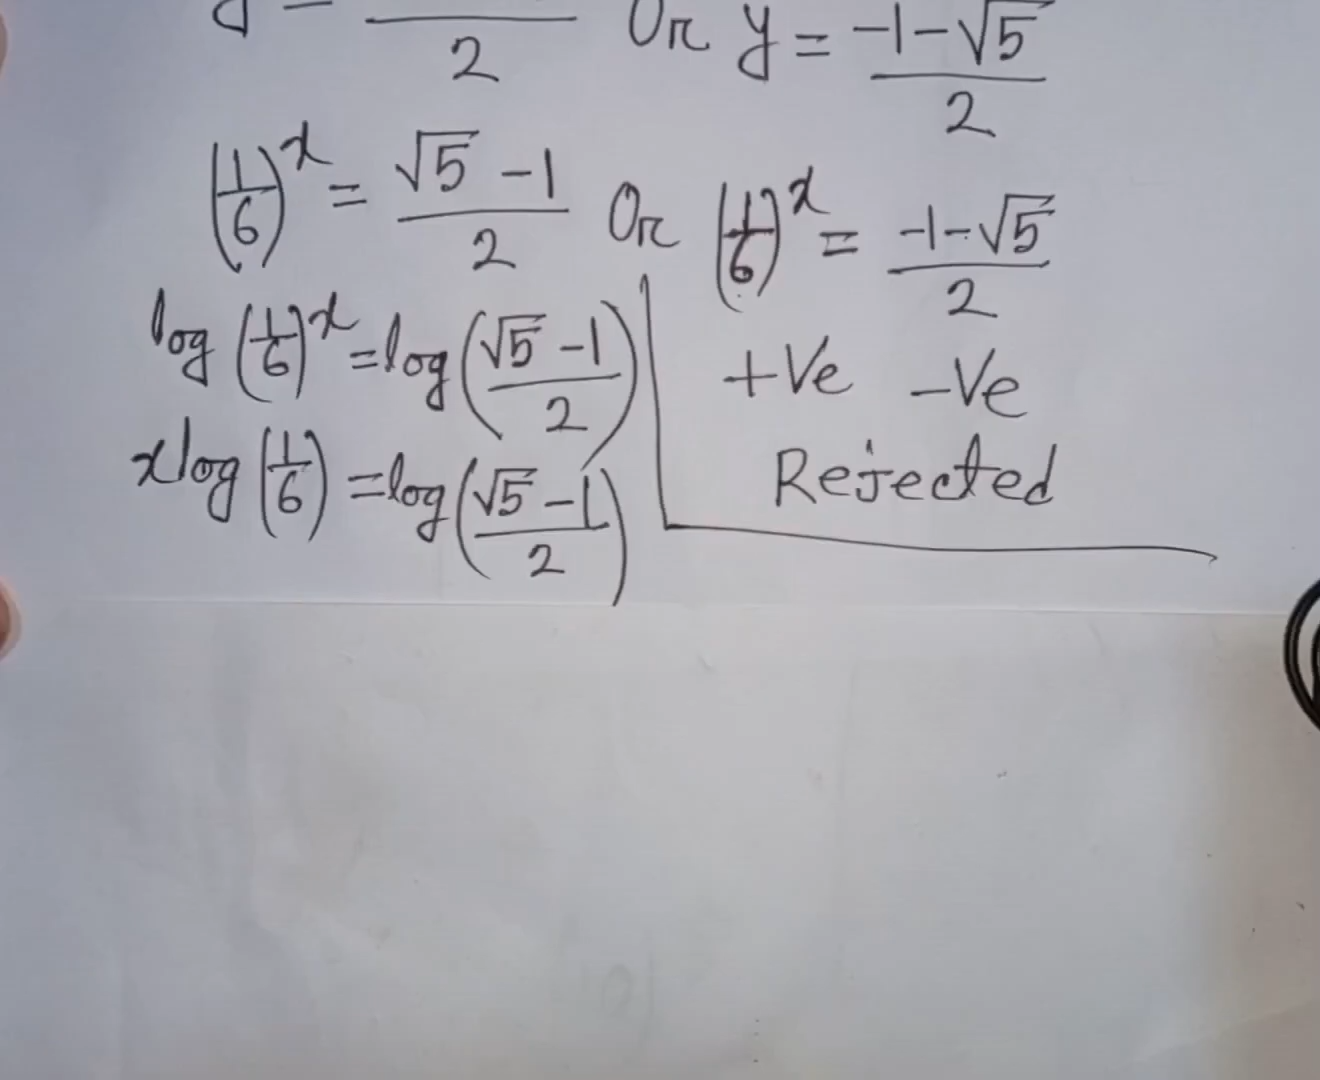 2 Or y = (-1-√5)/2
(1/6)^x = (√5 -1)/2 Or (1/6)^x = (-1-√5)/2
log (1/6)^x = log ((√5 -1)/2)
+Ve -Ve
x log (1/6) = log ((√5 -1)/2)
Rejected